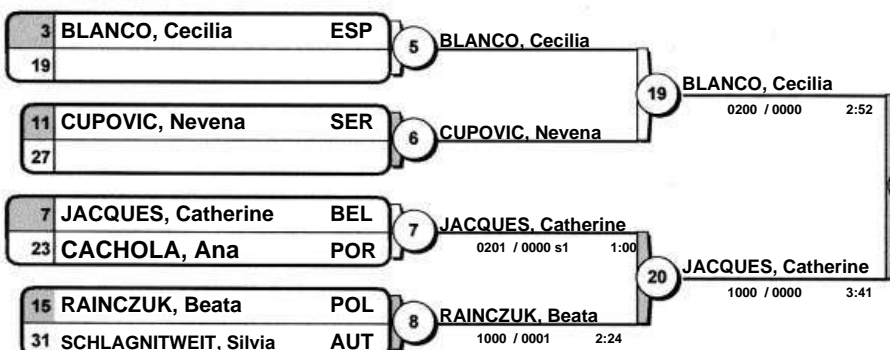 3 BLANCO, Cecilia ESP
19
5 BLANCO, Cecilia
11 CUPOVIC, Nevena SER
27
6 CUPOVIC, Nevena
19 BLANCO, Cecilia
0200 / 0000 2:52
7 JACQUES, Catherine BEL
23 CACHOLA, Ana POR
7 JACQUES, Catherine
0201 / 0000 s1 1:00
15 RAINCZUK, Beata POL
31 SCHLAGNITWEIT, Silvia AUT
8 RAINCZUK, Beata
1000 / 0001 2:24
20 JACQUES, Catherine
1000 / 0000 3:41